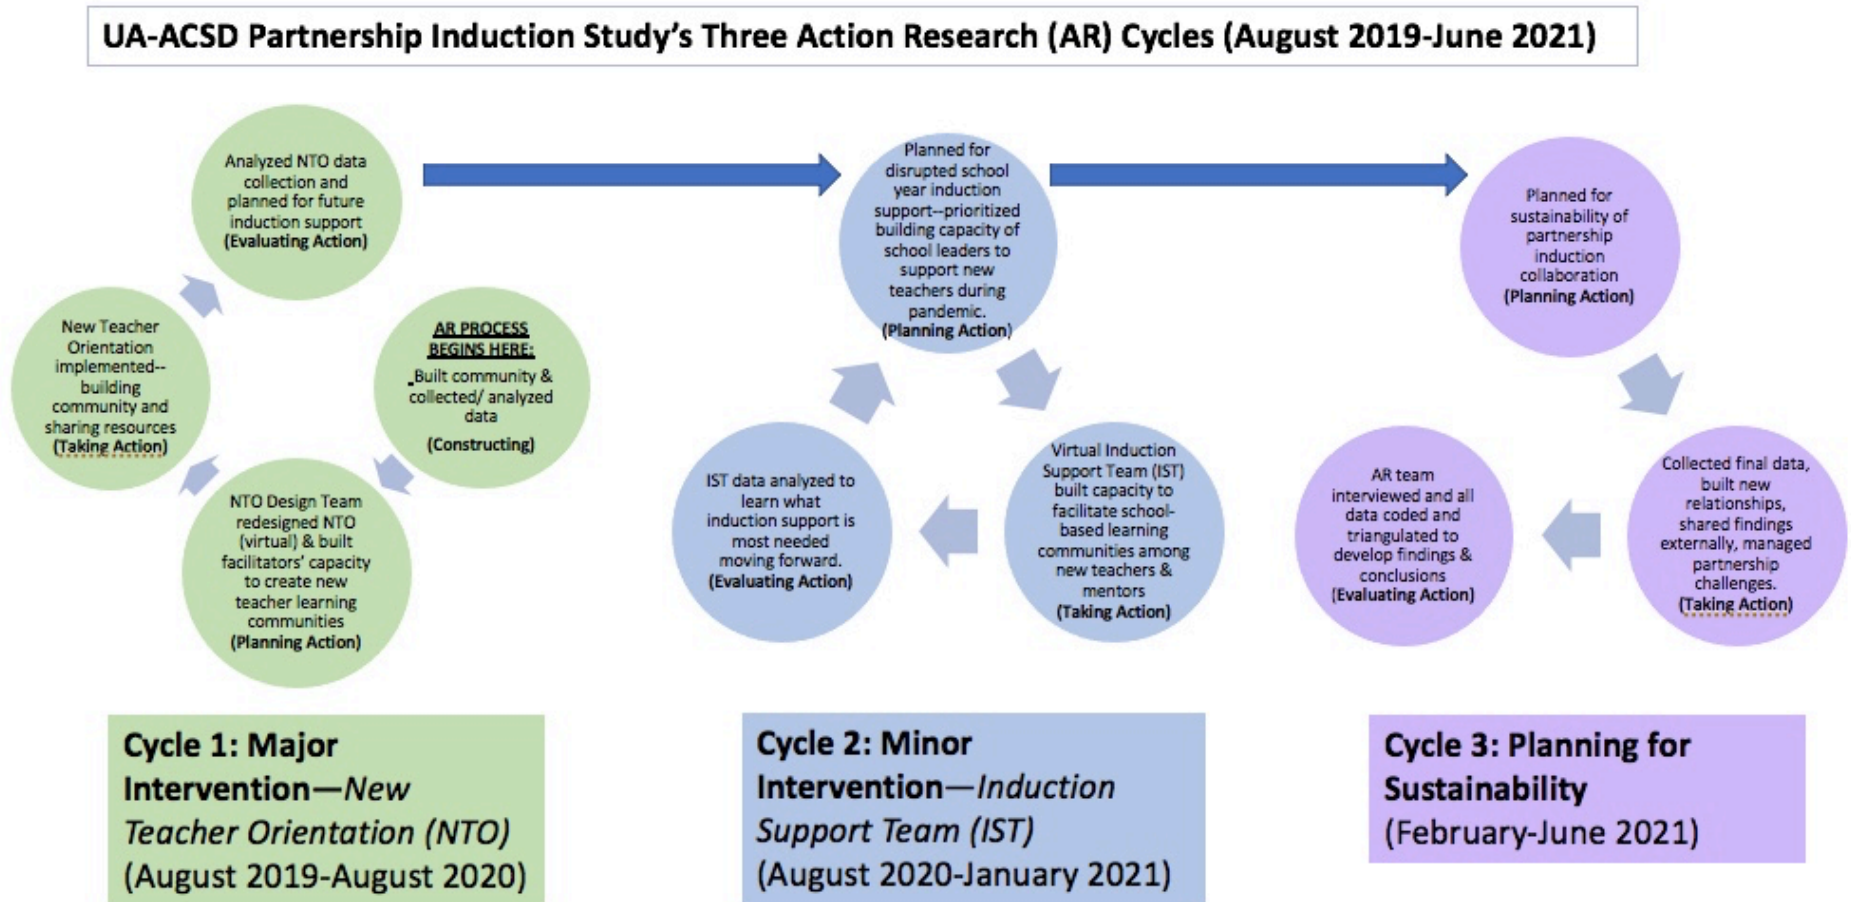 UA-ACSD Partnership Induction Study's Three Action Research (AR) Cycles (August 2019-June 2021)
Analyzed NTO data
collection and
planned for future
induction support
(Evaluating Action)
AR PROCESS
BEGINS HERE:
Built community &
collected/ analyzed
data
(Constructing)
NTO Design Team
redesigned NTO
(virtual) & built
facilitators' capacity
to create new
teacher learning
communities
(Planning Action)
New Teacher
Orientation
implemented--
building
community and
sharing resources
(Taking Action)
Cycle 1: Major
Intervention—New
Teacher Orientation (NTO)
(August 2019-August 2020)
Planned for
disrupted school
year induction
support--prioritized
building capacity of
school leaders to
support new
teachers during
pandemic.
(Planning Action)
Virtual Induction
Support Team (IST)
built capacity to
facilitate school-
based learning
communities among
new teachers &
mentors
(Taking Action)
IST data analyzed to
learn what
induction support is
most needed
moving forward.
(Evaluating Action)
Cycle 2: Minor
Intervention—Induction
Support Team (IST)
(August 2020-January 2021)
Planned for
sustainability of
partnership
induction
collaboration
(Planning Action)
Collected final data,
built new
relationships,
shared findings
externally, managed
partnership
challenges.
(Taking Action)
AR team
interviewed and all
data coded and
triangulated to
develop findings &
conclusions
(Evaluating Action)
Cycle 3: Planning for
Sustainability
(February-June 2021)